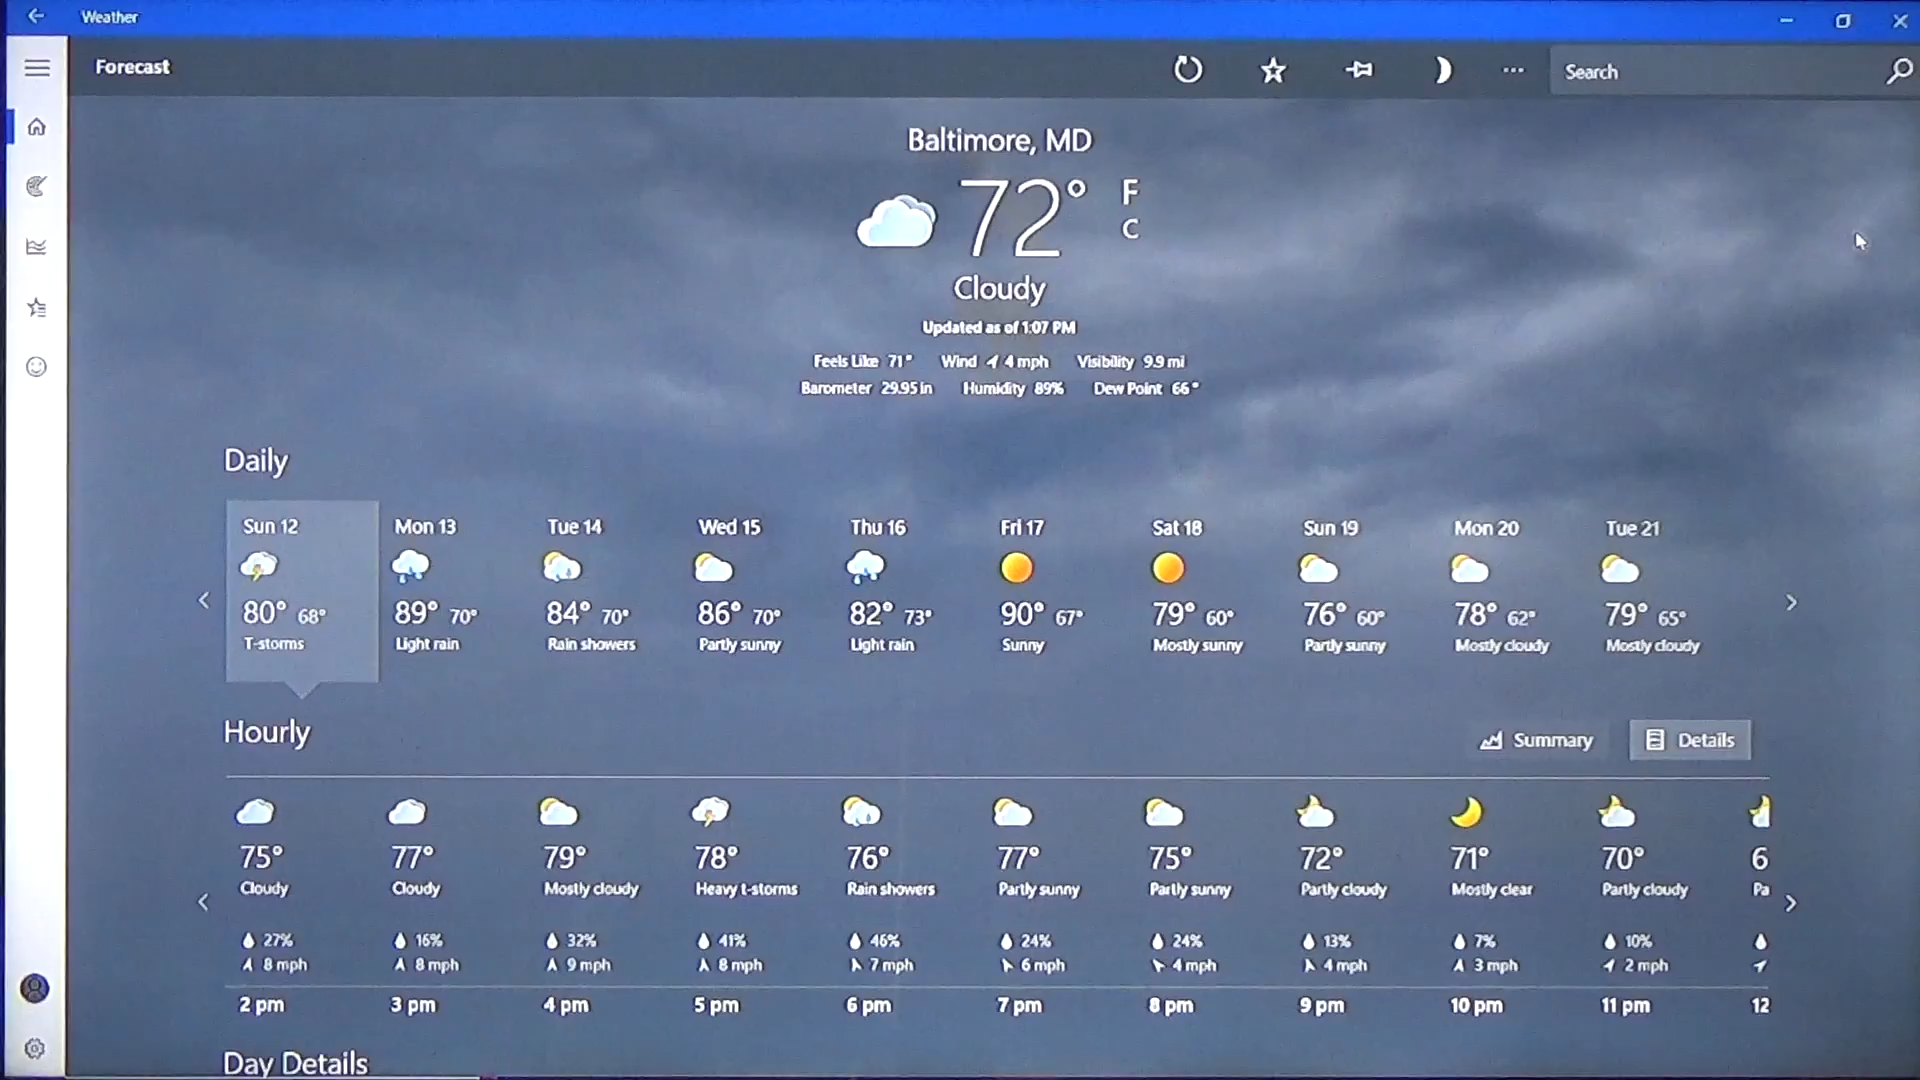 Weather
Forecast
Search
Baltimore, MD
72° F
C
Cloudy
Updated as of 1:07 PM
Feels Like 71° Wind 4 mph Visibility 9.9 mi
Barometer 29.95 in Humidity 89% Dew Point 66°
Daily
Sun 12 Mon 13 Tue 14 Wed 15 Thu 16 Fri 17 Sat 18 Sun 19 Mon 20 Tue 21
80° 68° 89° 70° 84° 70° 86° 70° 82° 73° 90° 67° 79° 60° 76° 60° 78° 62° 79° 65°
T-storms Light rain Rain showers Partly sunny Light rain Sunny Mostly sunny Partly sunny Mostly cloudy Mostly cloudy
Hourly
Summary Details
75° 77° 79° 78° 76° 77° 75° 72° 71° 70° 6
Cloudy Cloudy Mostly cloudy Heavy t-storms Rain showers Partly sunny Partly sunny Partly cloudy Mostly clear Partly cloudy Pa
27% 16% 32% 41% 46% 24% 24% 13% 7% 10%
8 mph 8 mph 9 mph 8 mph 7 mph 6 mph 4 mph 4 mph 3 mph 2 mph
2 pm 3 pm 4 pm 5 pm 6 pm 7 pm 8 pm 9 pm 10 pm 11 pm 12
Day Details